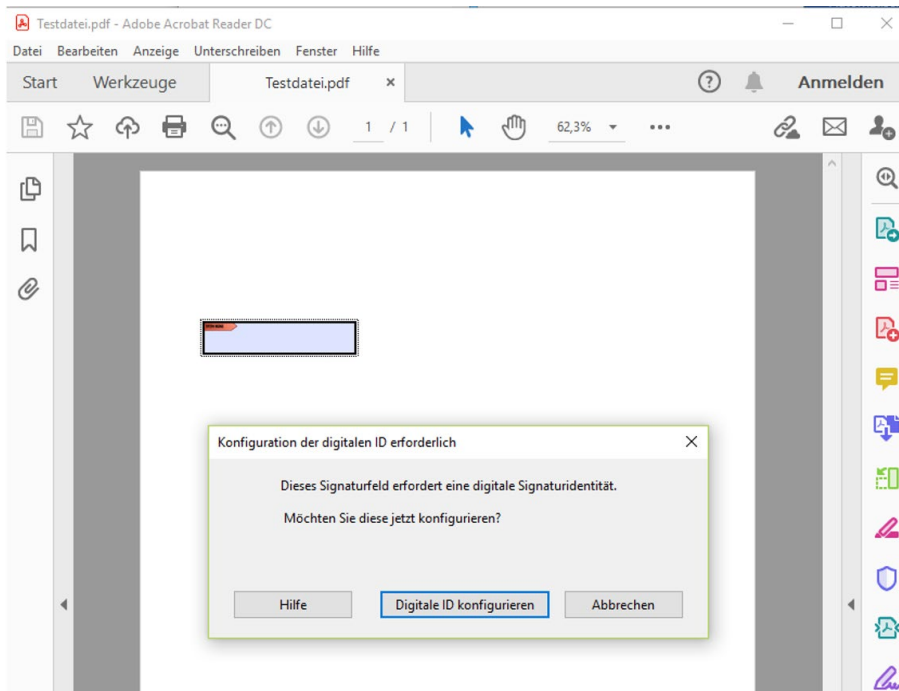 Testdatei.pdf - Adobe Acrobat Reader DC
Datei Bearbeiten Anzeige Unterschreiben Fenster Hilfe
Start Werkzeuge Testdatei.pdf × Anmelden
1 / 1 62,3%
Konfiguration der digitalen ID erforderlich
Dieses Signaturfeld erfordert eine digitale Signaturidentität.
Möchten Sie diese jetzt konfigurieren?
Hilfe Digitale ID konfigurieren Abbrechen